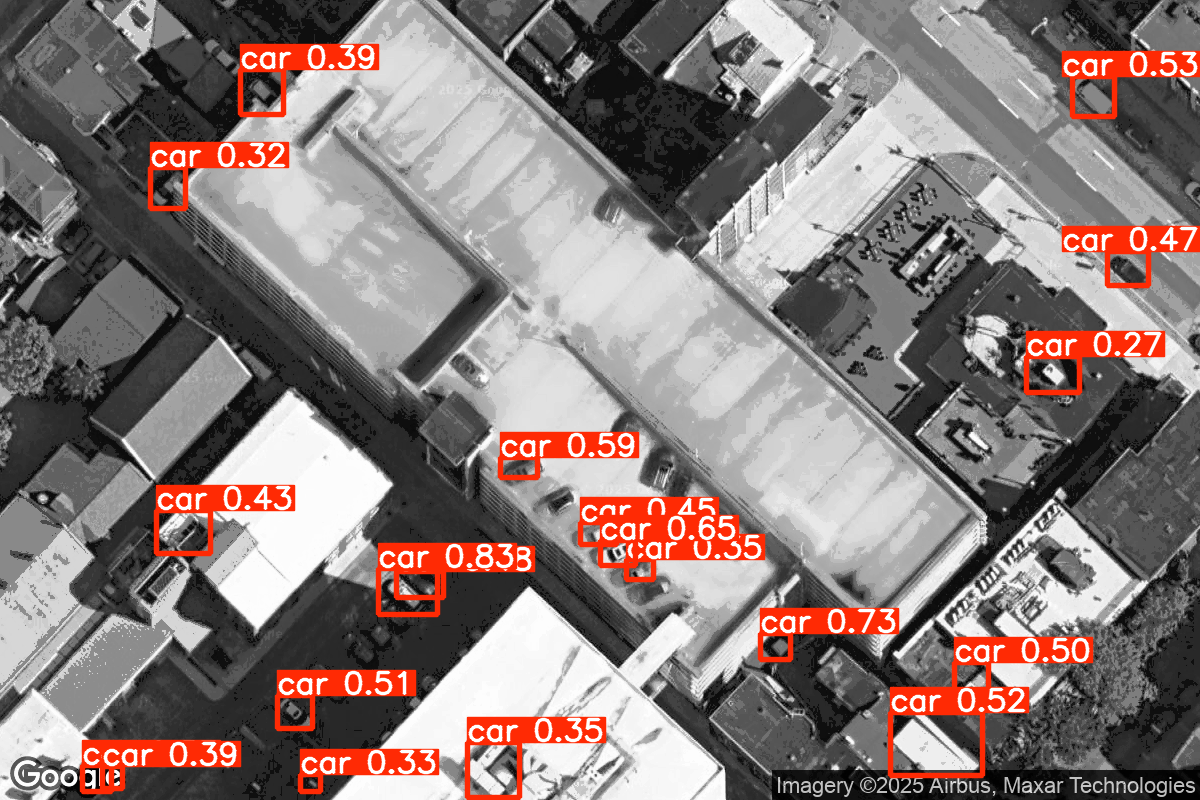 car 0.39
car 0.53
car 0.32
car 0.47
car 0.27
car 0.59
car 0.43
car 0.45
car 0.65
car 0.35
car 0.83
car 0.73
car 0.50
car 0.51
car 0.52
car 0.35
car 0.39
car 0.33
Google
Imagery ©2025 Airbus, Maxar Technologies